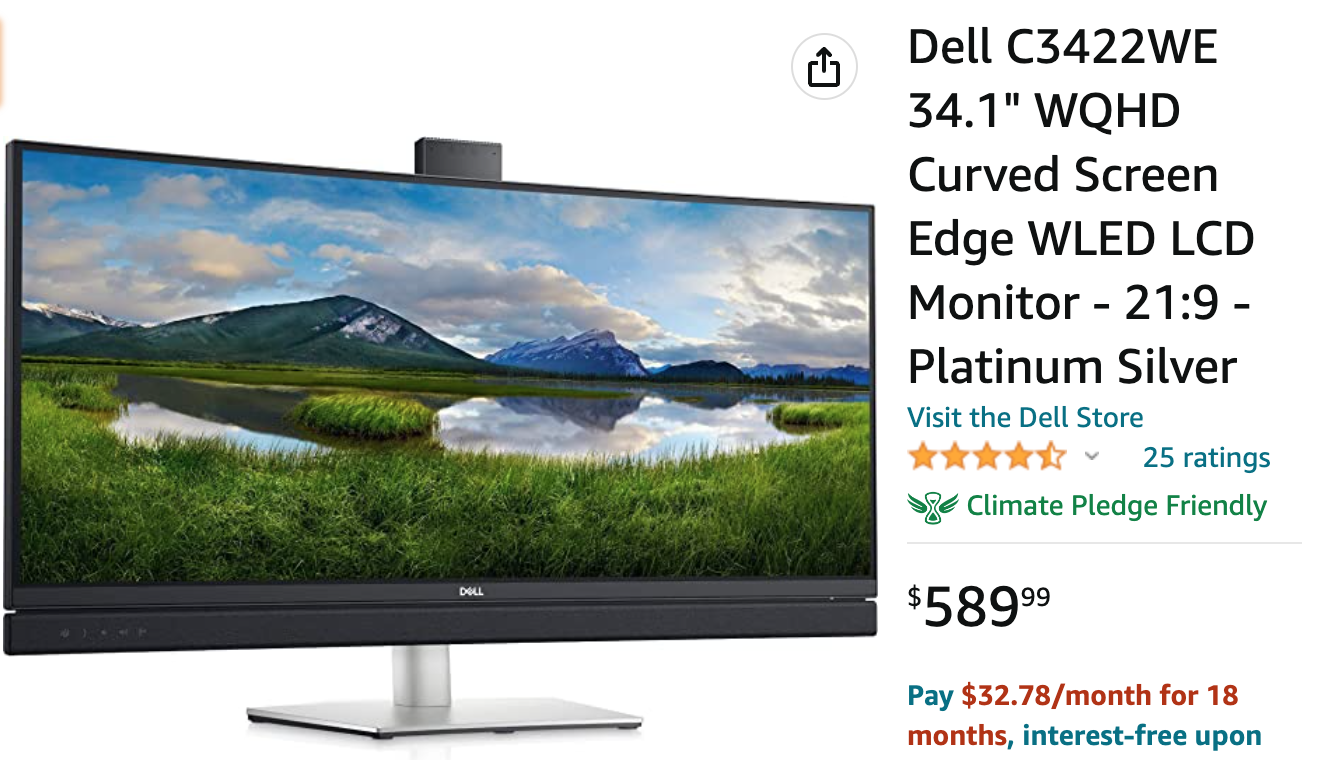 Dell C3422WE
34.1" WQHD
Curved Screen
Edge WLED LCD
Monitor - 21:9 -
Platinum Silver
Visit the Dell Store
25 ratings
Climate Pledge Friendly
$589.99
Pay $32.78/month for 18
months, interest-free upon
DELL